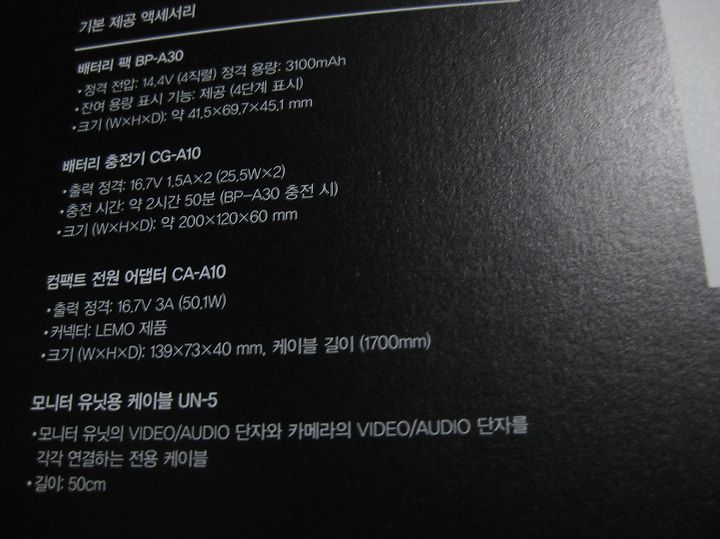 기본 제공 액세서리
배터리 팩 BP-A30
•정격 전압: 14.4V (4직렬) 정격 용량: 3100mAh
•잔여 용량 표시 기능: 제공 (4단계 표시)
•크기 (W×H×D): 약 41.5×69.7×45.1 mm
배터리 충전기 CG-A10
•출력 정격: 16.7V 1.5A×2 (25.5W×2)
•충전 시간: 약 2시간 50분 (BP-A30 충전 시)
•크기 (W×H×D): 약 200×120×60 mm
컴팩트 전원 어댑터 CA-A10
•출력 정격: 16.7V 3A (50.1W)
•커넥터: LEMO 제품
•크기 (W×H×D): 139×73×40 mm, 케이블 길이 (1700mm)
모니터 유닛용 케이블 UN-5
•모니터 유닛의 VIDEO/AUDIO 단자와 카메라의 VIDEO/AUDIO 단자를
각각 연결하는 전용 케이블
•길이: 50cm